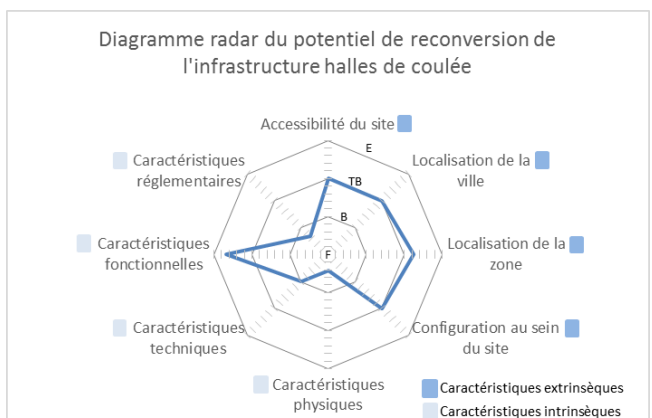 Diagramme radar du potentiel de reconversion de
l'infrastructure halles de coulée
Accessibilité du site
E
Caractéristiques
réglementaires
Localisation de la
ville
TB
B
Caractéristiques
fonctionnelles
F
Localisation de la
zone
Caractéristiques
techniques
Configuration au sein
du site
Caractéristiques
physiques
Caractéristiques extrinsèques
Caractéristiques intrinsèques